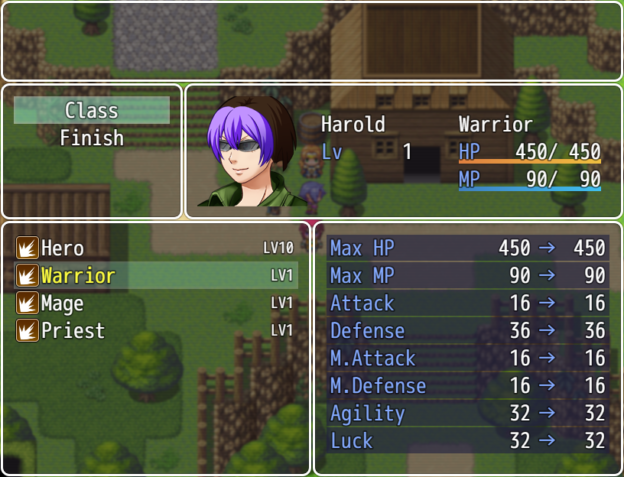 Class
Finish
Harold Warrior
Lv 1 HP 450/ 450
MP 90/ 90
Hero LV10
Warrior LV1
Mage LV1
Priest LV1
Max HP 450 → 450
Max MP 90 → 90
Attack 16 → 16
Defense 36 → 36
M.Attack 16 → 16
M.Defense 16 → 16
Agility 32 → 32
Luck 32 → 32